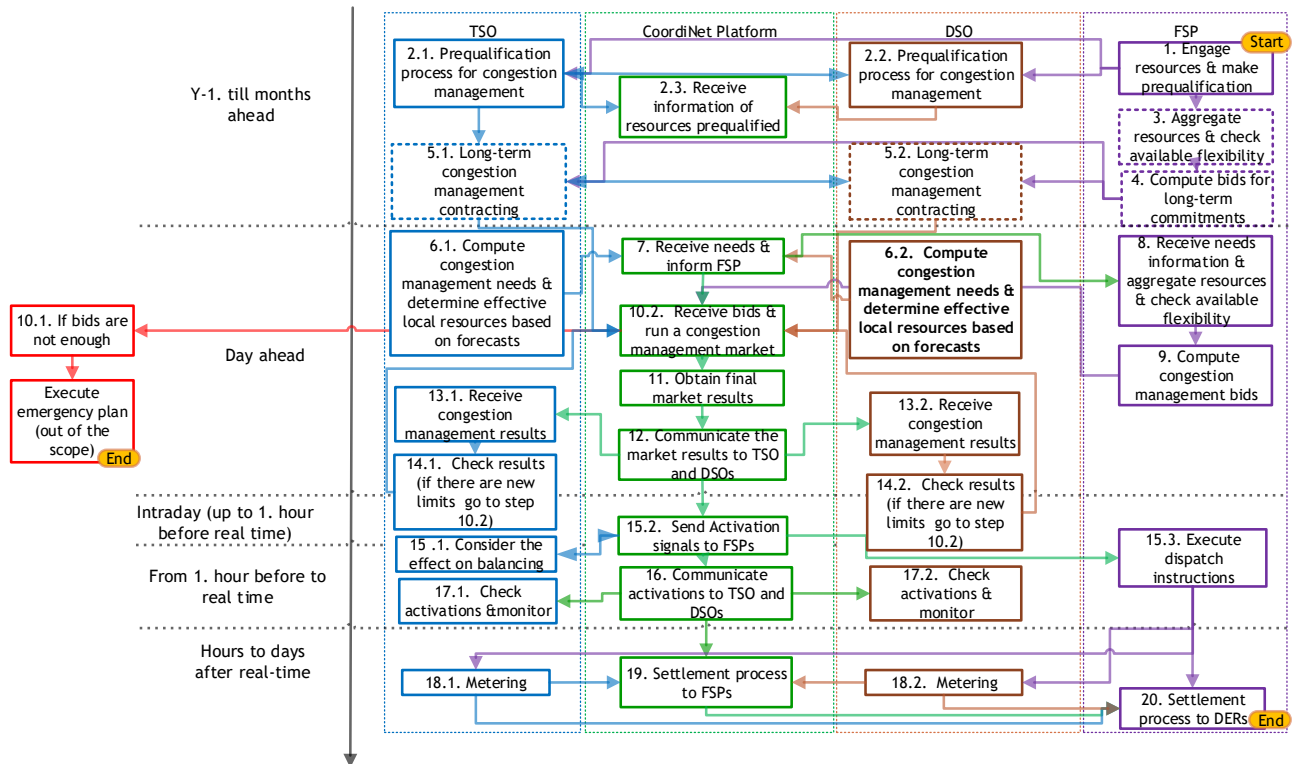 TSO
CoordiNet Platform
DSO
FSP
Start
2.1. Prequalification
process for congestion
management
2.2. Prequalification
process for congestion
management
1. Engage
resources & make
prequalification
2.3. Receive
information of
resources prequalified
Y-1. till months
ahead
3. Aggregate
resources & check
available flexibility
5.1. Long-term
congestion
management
contracting
5.2. Long-term
congestion
management
contracting
4. Compute bids for
long-term
commitments
6.1. Compute
congestion
management needs &
determine effective
local resources based
on forecasts
7. Receive needs &
inform FSP
6.2. Compute
congestion
management needs &
determine effective
local resources based
on forecasts
8. Receive needs
information &
aggregate resources
& check available
flexibility
10.1. If bids are
not enough
Day ahead
10.2. Receive bids &
run a congestion
management market
9. Compute
congestion
management bids
Execute
emergency plan
(out of the
scope)
End
11. Obtain final
market results
13.1. Receive
congestion
management results
13.2. Receive
congestion
management results
12. Communicate the
market results to TSO
and DSOs
14.1. Check results
(if there are new
limits go to step
10.2)
14.2. Check results
(if there are new
limits go to step
10.2)
Intraday (up to 1. hour
before real time)
15.2. Send Activation
signals to FSPs
15 .1. Consider the
effect on balancing
15.3. Execute
dispatch
instructions
From 1. hour before to
real time
16. Communicate
activations to TSO and
DSOs
17.1. Check
activations &monitor
17.2. Check
activations &
monitor
Hours to days
after real-time
18.1. Metering
19. Settlement process
to FSPs
18.2. Metering
20. Settlement
process to DERs
End